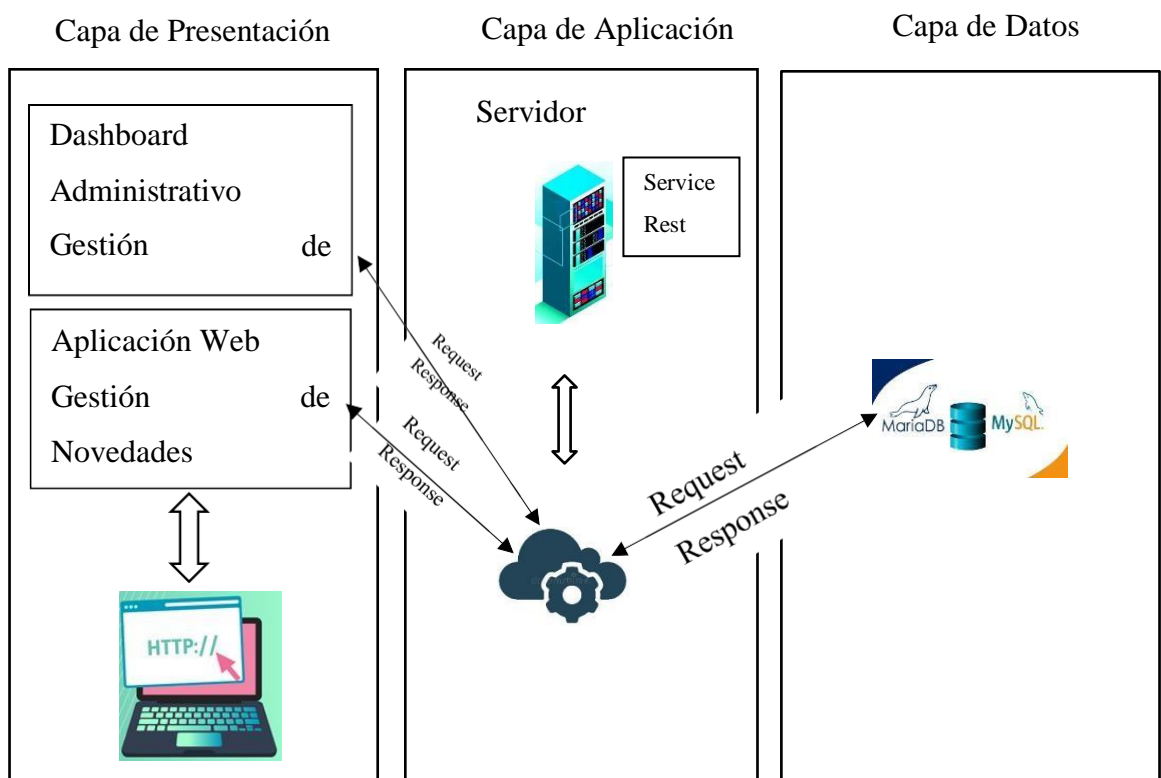 Capa de Presentación
Capa de Aplicación
Capa de Datos
Dashboard
Administrativo
Gestión de
Aplicación Web
Gestión de
Novedades
HTTP://
Servidor
Service
Rest
Request
Response
Request
Response
Request
Response
MariaDB
MySQL